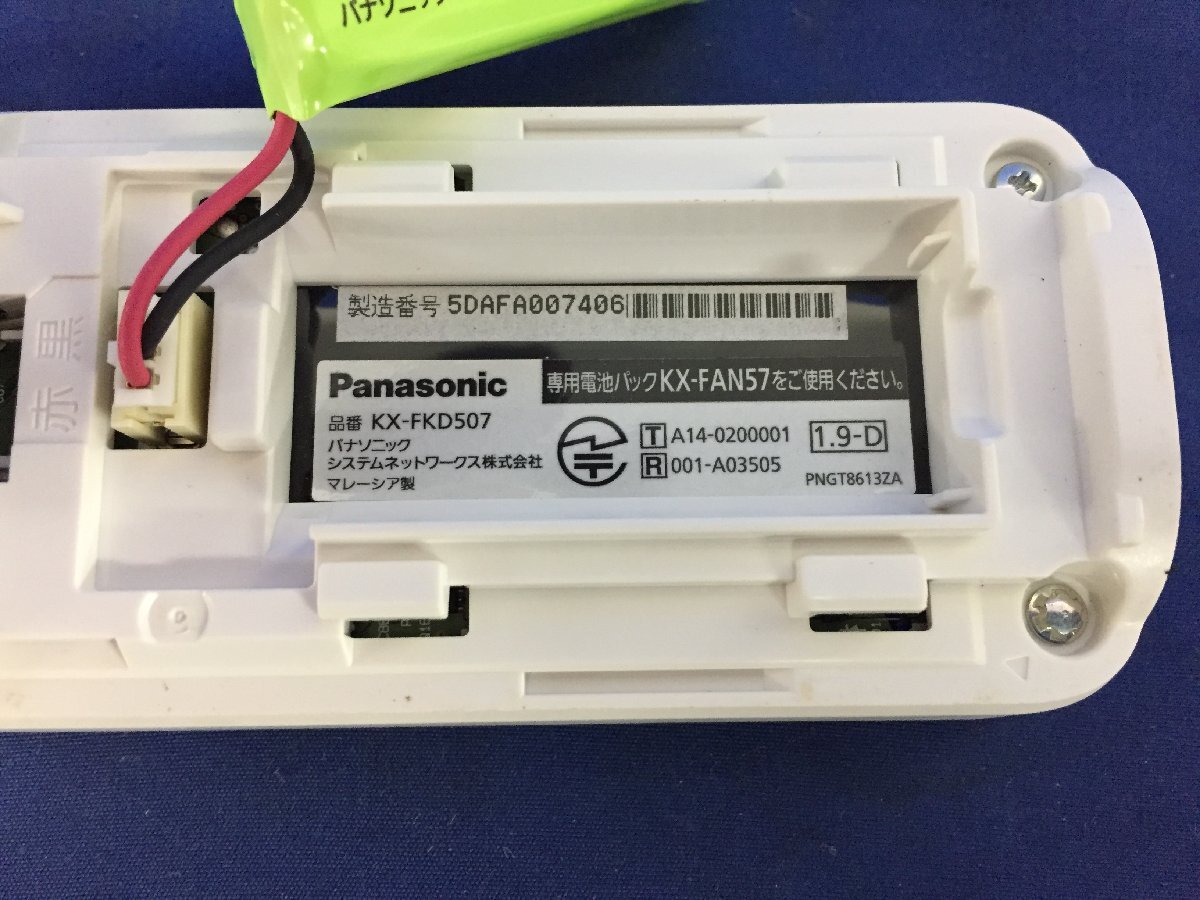 パナソニック
製造番号 5DAFA007406
Panasonic
専用電池パックKX-FAN57をご使用ください。
品番 KX-FKD507
パナソニック
システムネットワークス株式会社
マレーシア製
T A14-0200001
R 001-A03505
1.9-D
PNGT8613ZA
赤 黒